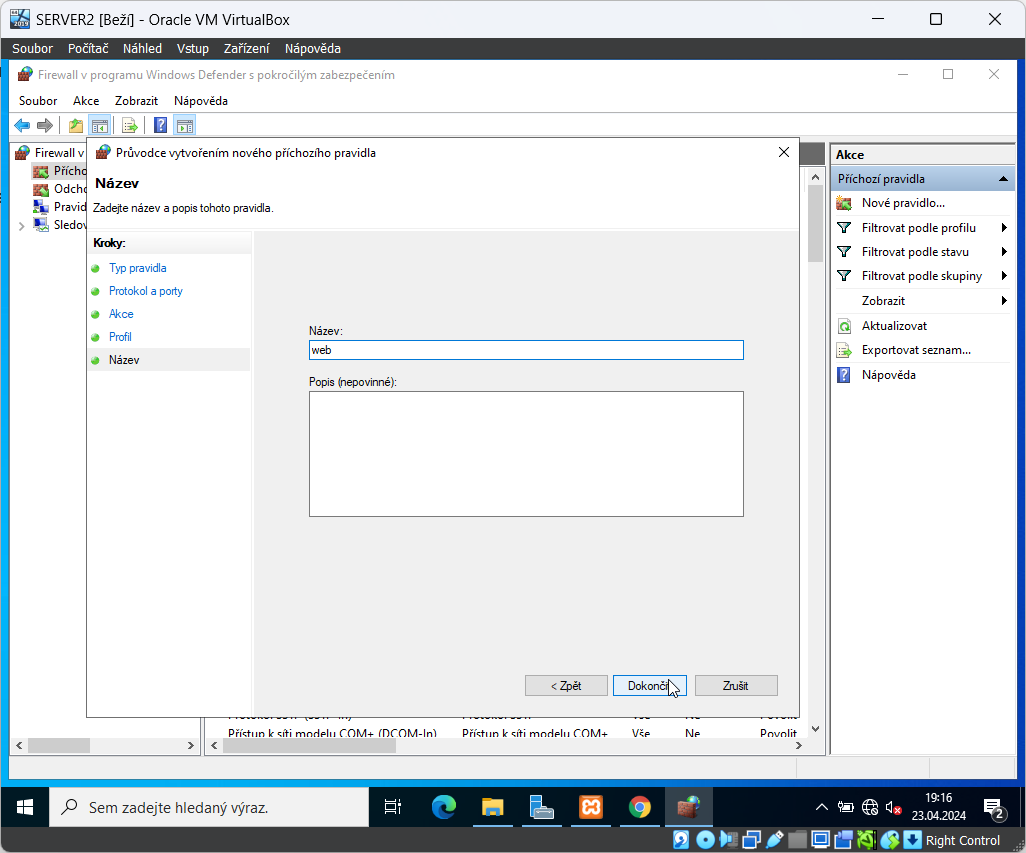 SERVER2 [Beží] - Oracle VM VirtualBox
Soubor Počítač Náhled Vstup Zařízení Nápověda
Firewall v programu Windows Defender s pokročilým zabezpečením
Soubor Akce Zobrazit Nápověda
Firewall v
Přícho
Odcho
Pravid
Sledov
Průvodce vytvořením nového příchozího pravidla
Název
Zadejte název a popis tohoto pravidla.
Kroky:
Typ pravidla
Protokol a porty
Akce
Profil
Název
Název:
web
Popis (nepovinné):
< Zpět Dokončit Zrušit
Přístup k síti modelu COM+ (DCOM-In) Přístup k síti modelu COM+ Vše Ne Povolit
Akce
Příchozí pravidla
Nové pravidlo...
Filtrovat podle profilu
Filtrovat podle stavu
Filtrovat podle skupiny
Zobrazit
Aktualizovat
Exportovat seznam...
Nápověda
Sem zadejte hledaný výraz.
19:16
23.04.2024
2
Right Control